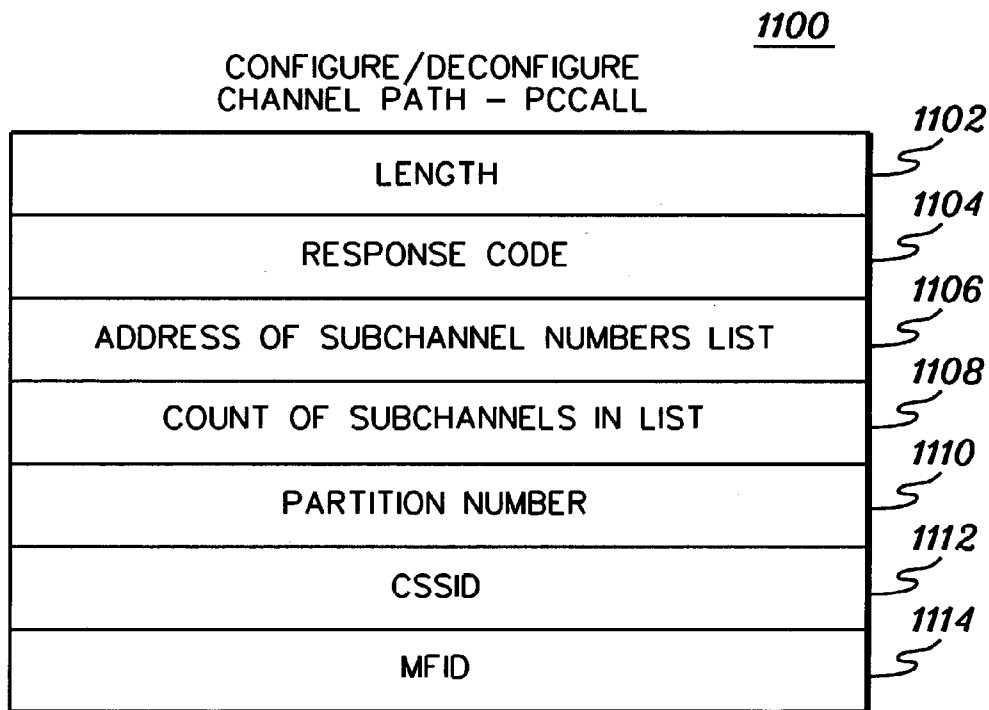 1100
CONFIGURE/DECONFIGURE
CHANNEL PATH - PCCALL
LENGTH
1102
RESPONSE CODE
1104
ADDRESS OF SUBCHANNEL NUMBERS LIST
1106
COUNT OF SUBCHANNELS IN LIST
1108
PARTITION NUMBER
1110
CSSID
1112
MFID
1114